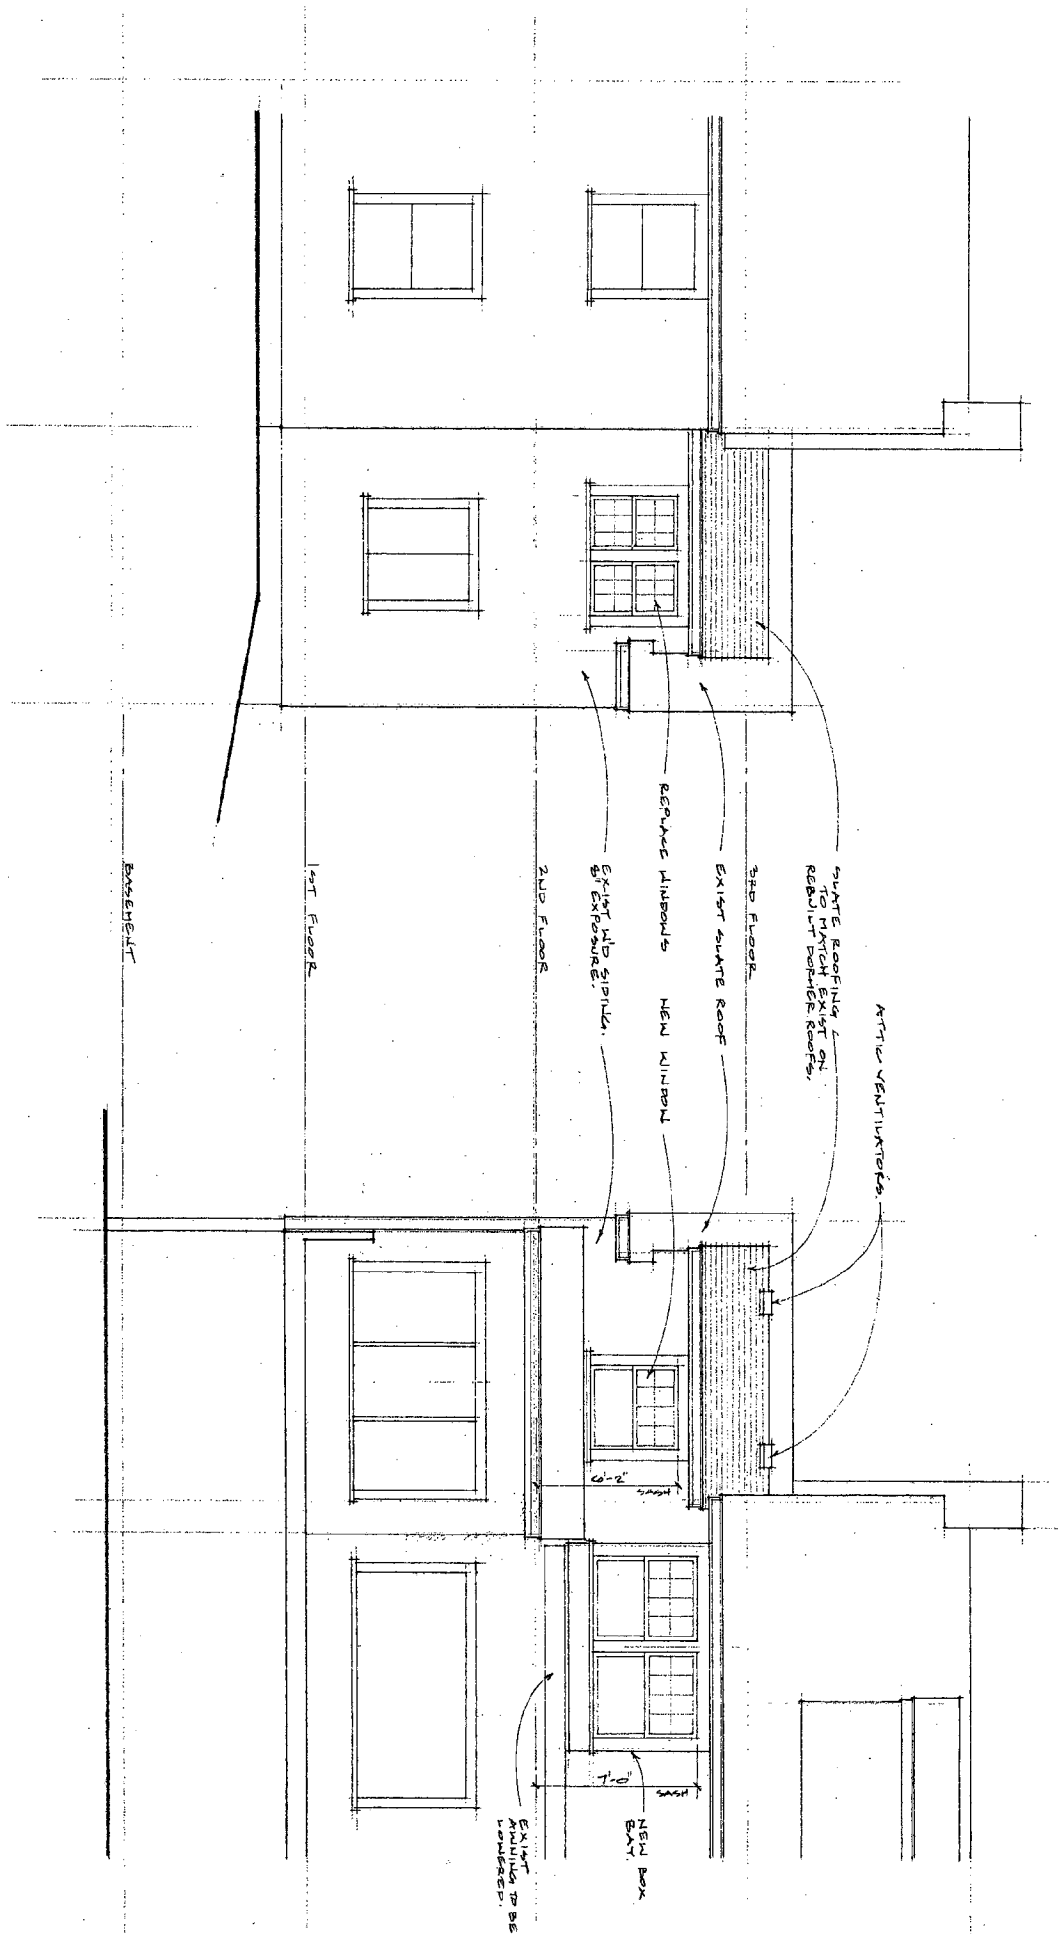 ATTIC VENTILATORS.
SLATE ROOFING
TO MATCH EXIST ON
REBUILT DORMER ROOFS.
3RD FLOOR
EXIST SLATE ROOF
REPLACE WINDOWS
NEW WINDOW
EXIST W'D SIDING.
8" EXPOSURE.
2ND FLOOR
1ST FLOOR
BASEMENT
6'-2"
SASH
7'-0"
SASH
NEW BOX
BAY.
EXIST
AWNING TO BE
LOWERED.